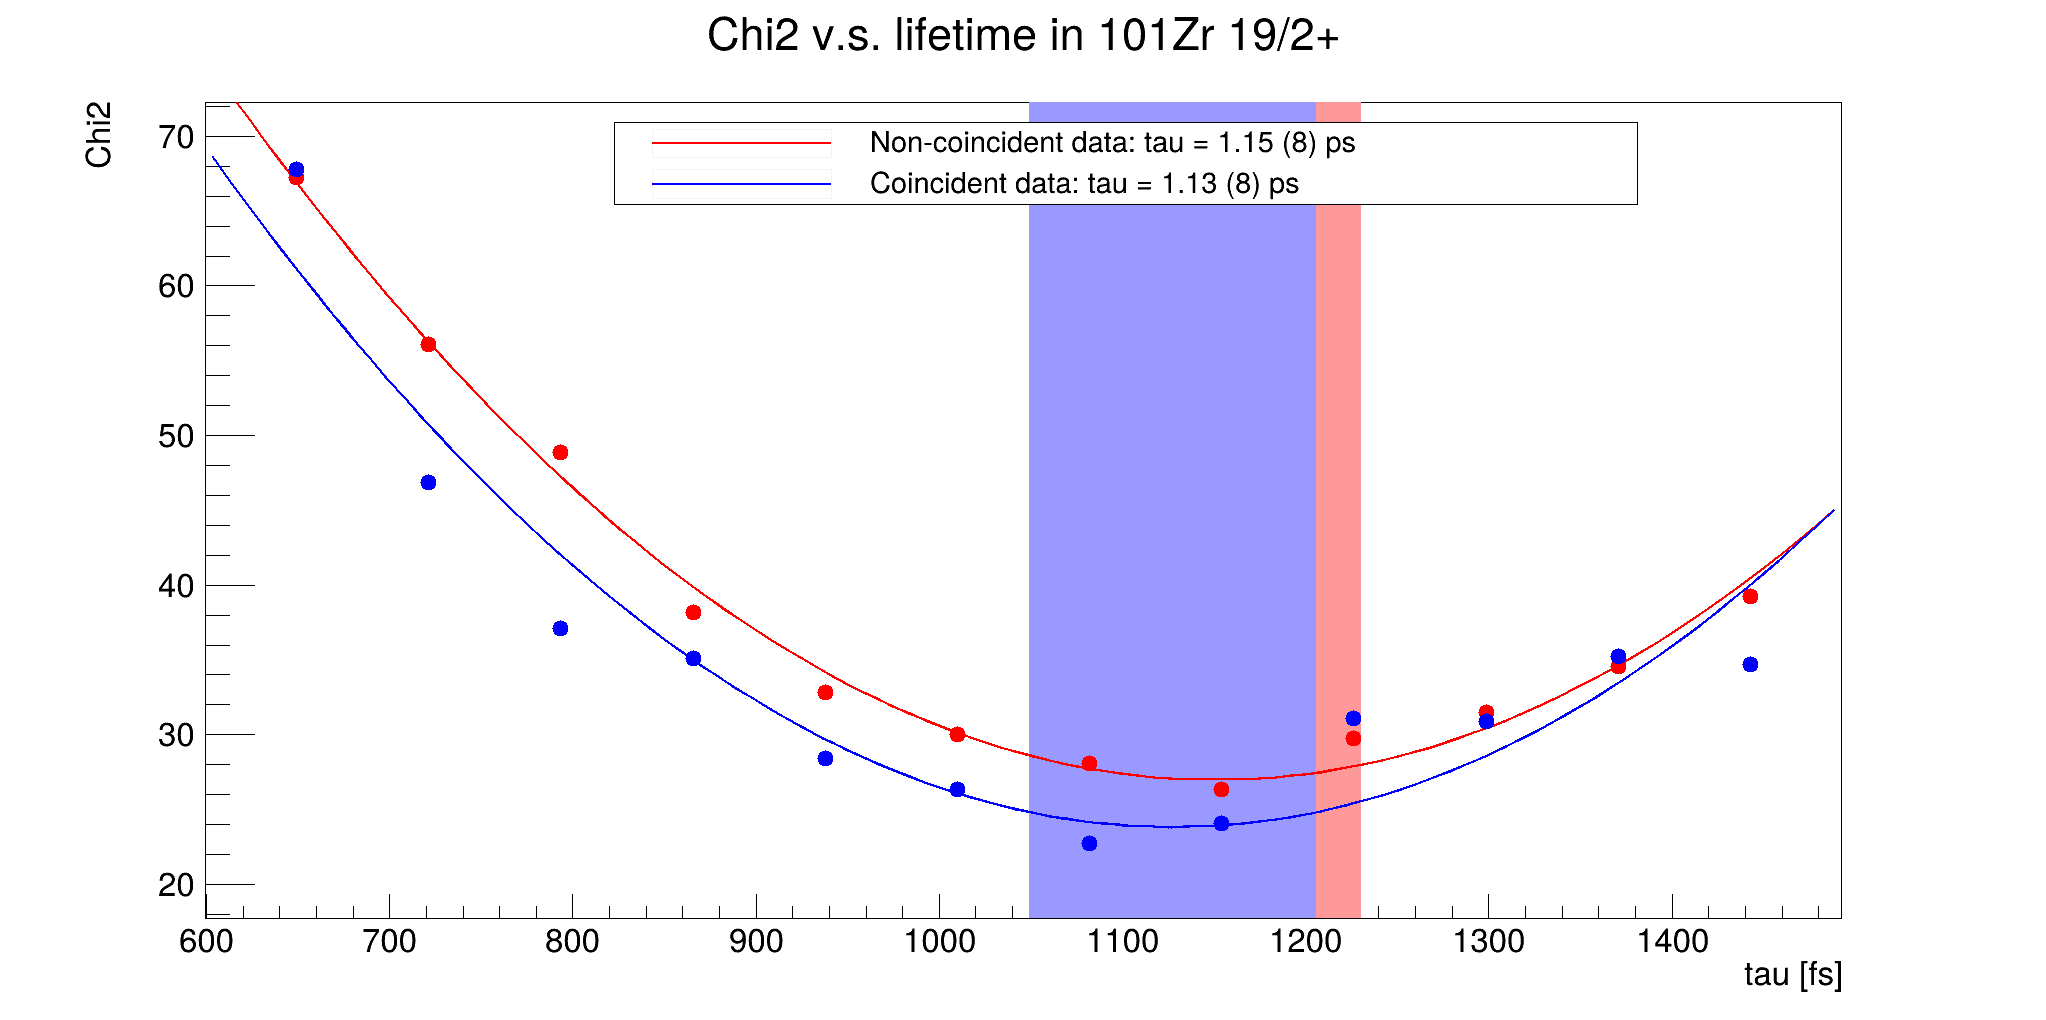 Chi2 v.s. lifetime in 101Zr 19/2+
Chi2
Non-coincident data: tau = 1.15 (8) ps
Coincident data: tau = 1.13 (8) ps
70
60
50
40
30
20
600 700 800 900 1000 1100 1200 1300 1400
tau [fs]